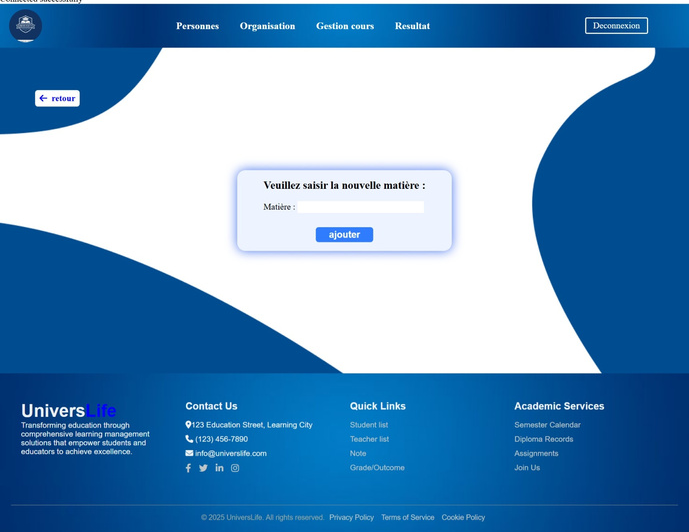 Connected successfully
Personnes Organisation Gestion cours Resultat Deconnexion
retour
Veuillez saisir la nouvelle matière :
Matière :
ajouter
UniversLife
Transforming education through
comprehensive learning management
solutions that empower students and
educators to achieve excellence.
Contact Us
123 Education Street, Learning City
(123) 456-7890
info@universlife.com
Quick Links
Student list
Teacher list
Note
Grade/Outcome
Academic Services
Semester Calendar
Diploma Records
Assignments
Join Us
© 2025 UniversLife. All rights reserved. Privacy Policy Terms of Service Cookie Policy